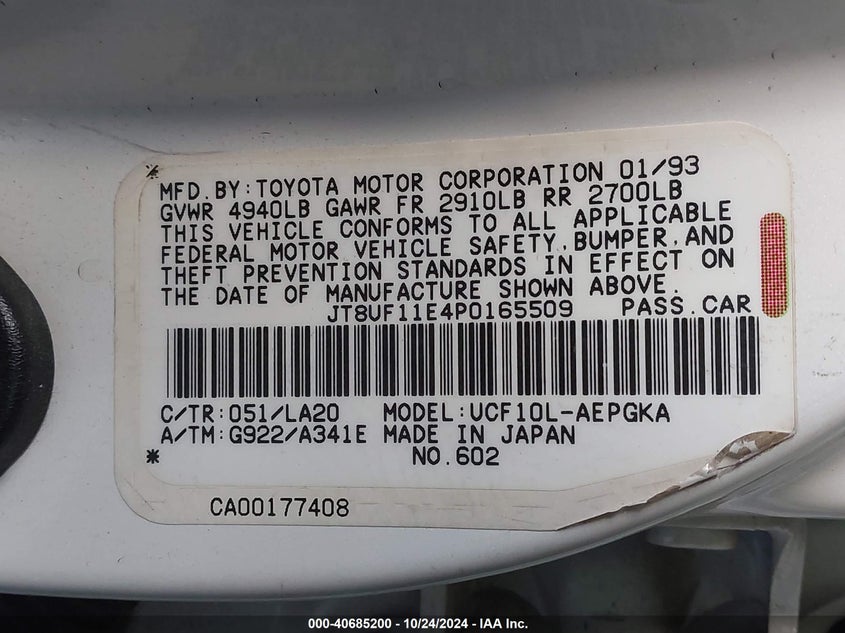 MFD.BY:TOYOTA MOTOR CORPORATION 01/93
GVWR 4940LB GAWR FR 2910LB RR 2700LB
THIS VEHICLE CONFORMS TO ALL APPLICABLE
FEDERAL MOTOR VEHICLE SAFETY,BUMPER,AND
THEFT PREVENTION STANDARDS IN EFFECT ON
THE DATE OF MANUFACTURE SHOWN ABOVE.
JT8UF11E4P0165509 PASS.CAR
C/TR:051/LA20 MODEL:UCF10L-AEPGKA
A/TM:G922/A341E MADE IN JAPAN
* NO.602
CA00177408
000-40685200 - 10/24/2024 - IAA Inc.